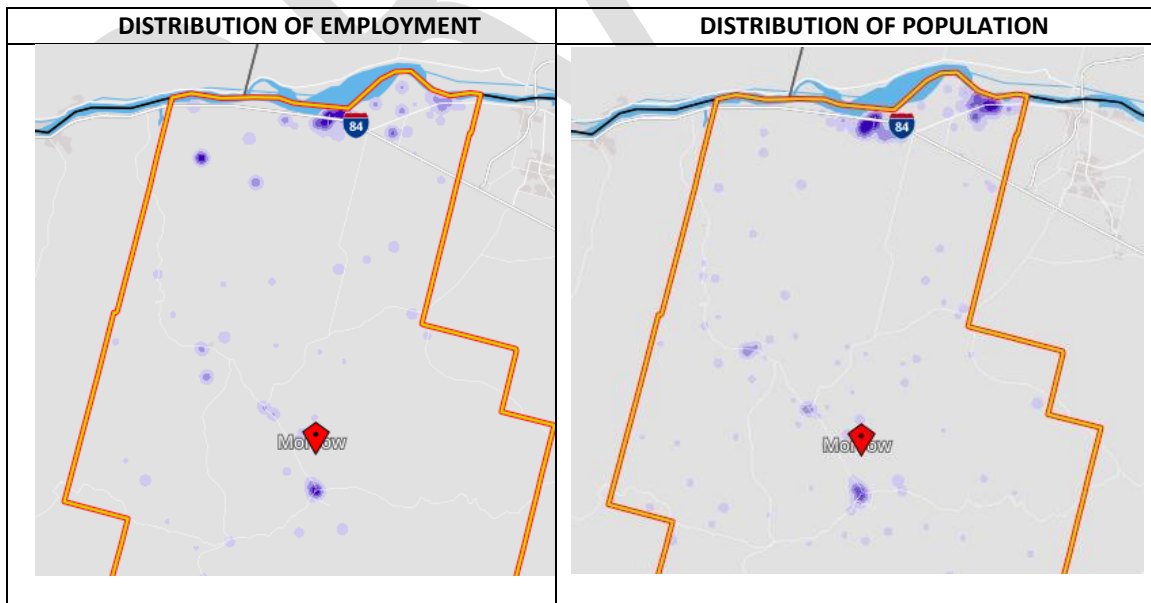 DISTRIBUTION OF EMPLOYMENT
DISTRIBUTION OF POPULATION
84
84
Morrow
Morrow